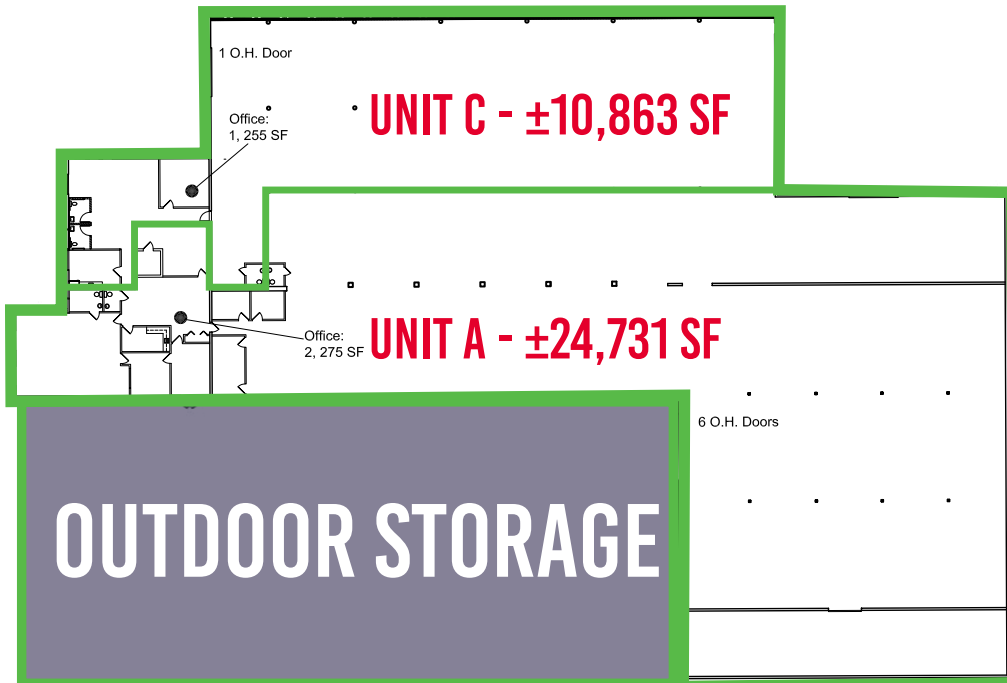 1 O.H. Door
UNIT C - ±10,863 SF
Office:
1, 255 SF
Office:
2, 275 SF
UNIT A - ±24,731 SF
6 O.H. Doors
OUTDOOR STORAGE